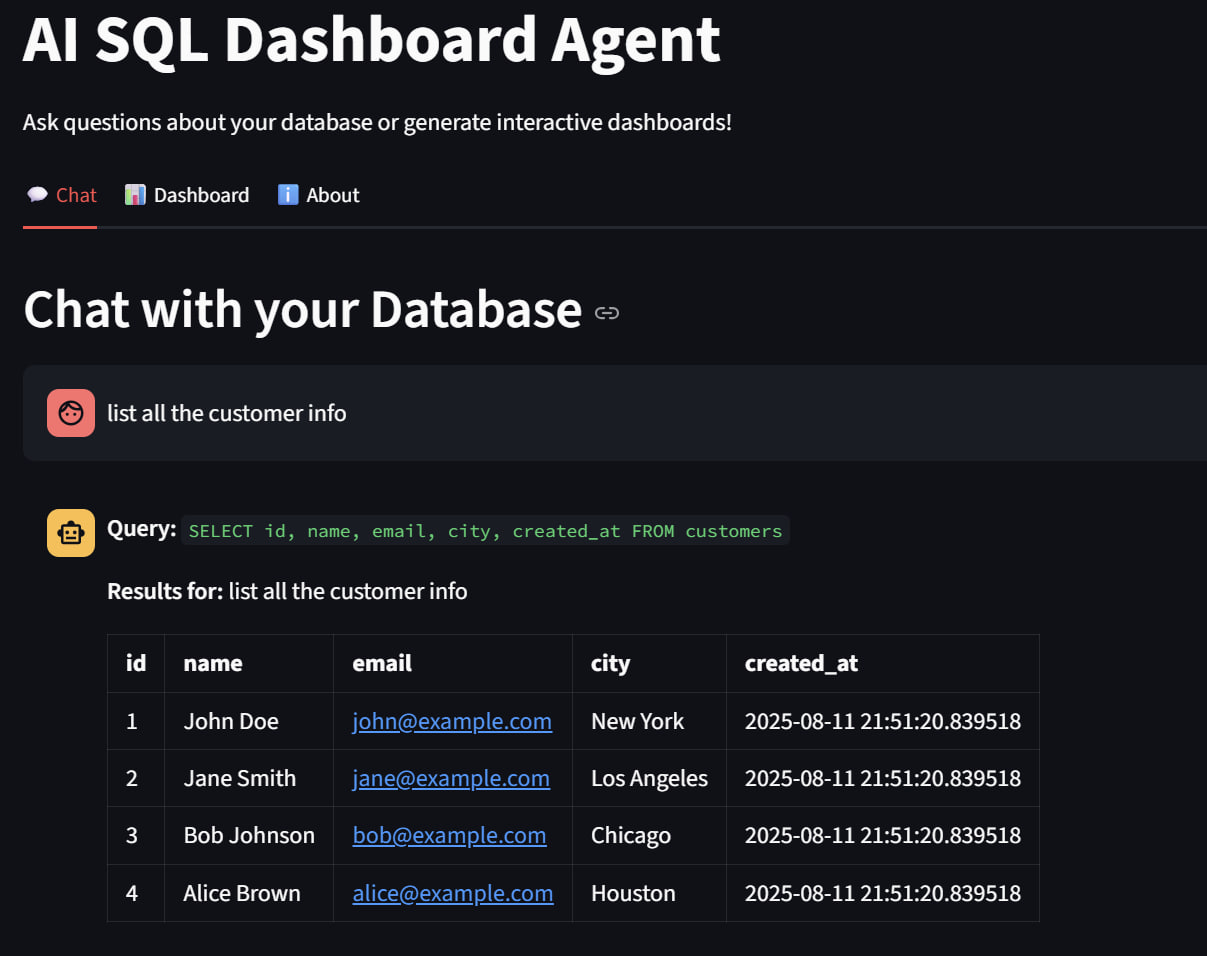 AI SQL Dashboard Agent
Ask questions about your database or generate interactive dashboards!
Chat Dashboard i About
Chat with your Database
list all the customer info
Query: SELECT id, name, email, city, created_at FROM customers
Results for: list all the customer info
id name email city created_at
1 John Doe john@example.com New York 2025-08-11 21:51:20.839518
2 Jane Smith jane@example.com Los Angeles 2025-08-11 21:51:20.839518
3 Bob Johnson bob@example.com Chicago 2025-08-11 21:51:20.839518
4 Alice Brown alice@example.com Houston 2025-08-11 21:51:20.839518